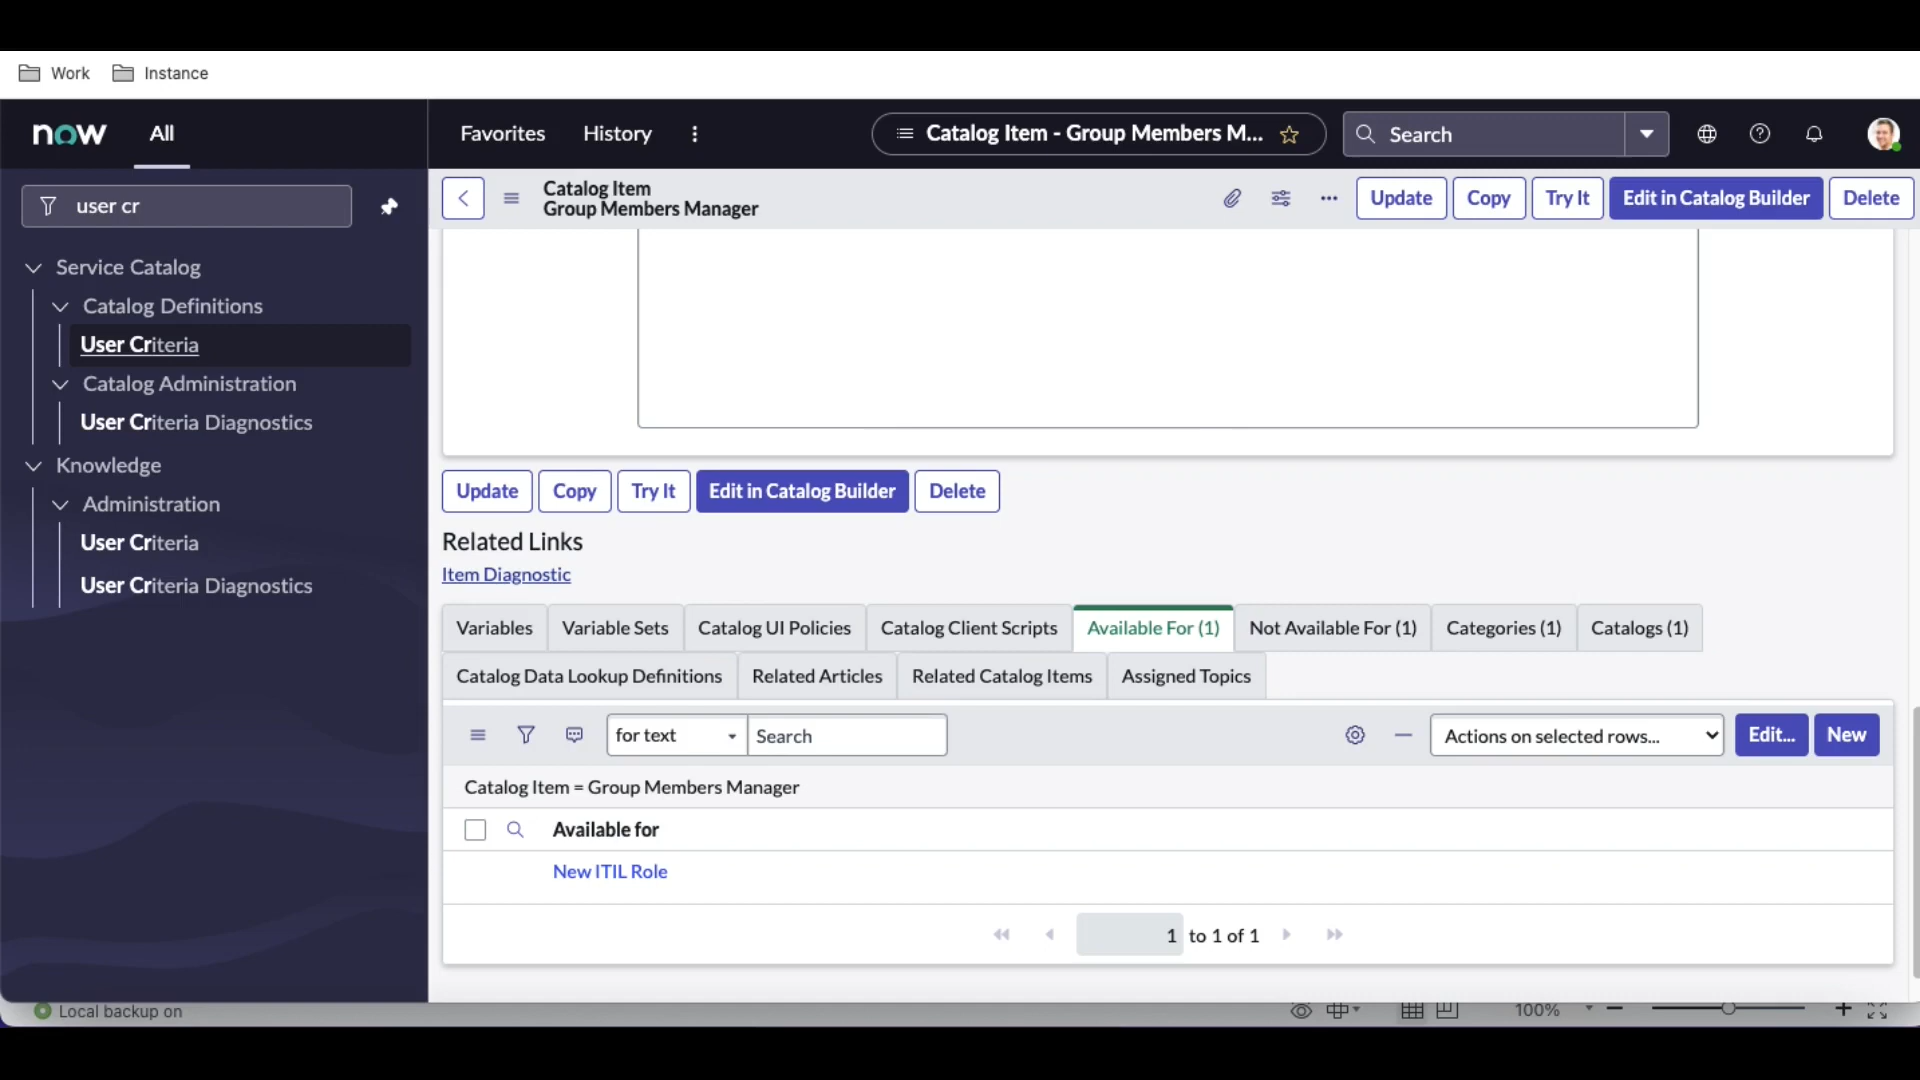 Work Instance
now All Favorites History Catalog Item - Group Members M... Search
user cr
Service Catalog
Catalog Definitions
User Criteria
Catalog Administration
User Criteria Diagnostics
Knowledge
Administration
User Criteria
User Criteria Diagnostics
Catalog Item
Group Members Manager
Update Copy Try It Edit in Catalog Builder Delete
Update Copy Try It Edit in Catalog Builder Delete
Related Links
Item Diagnostic
Variables Variable Sets Catalog UI Policies Catalog Client Scripts Available For (1) Not Available For (1) Categories (1) Catalogs (1)
Catalog Data Lookup Definitions Related Articles Related Catalog Items Assigned Topics
for text Search Actions on selected rows... Edit... New
Catalog Item = Group Members Manager
Available for
New ITIL Role
1 to 1 of 1
Local backup on 100%